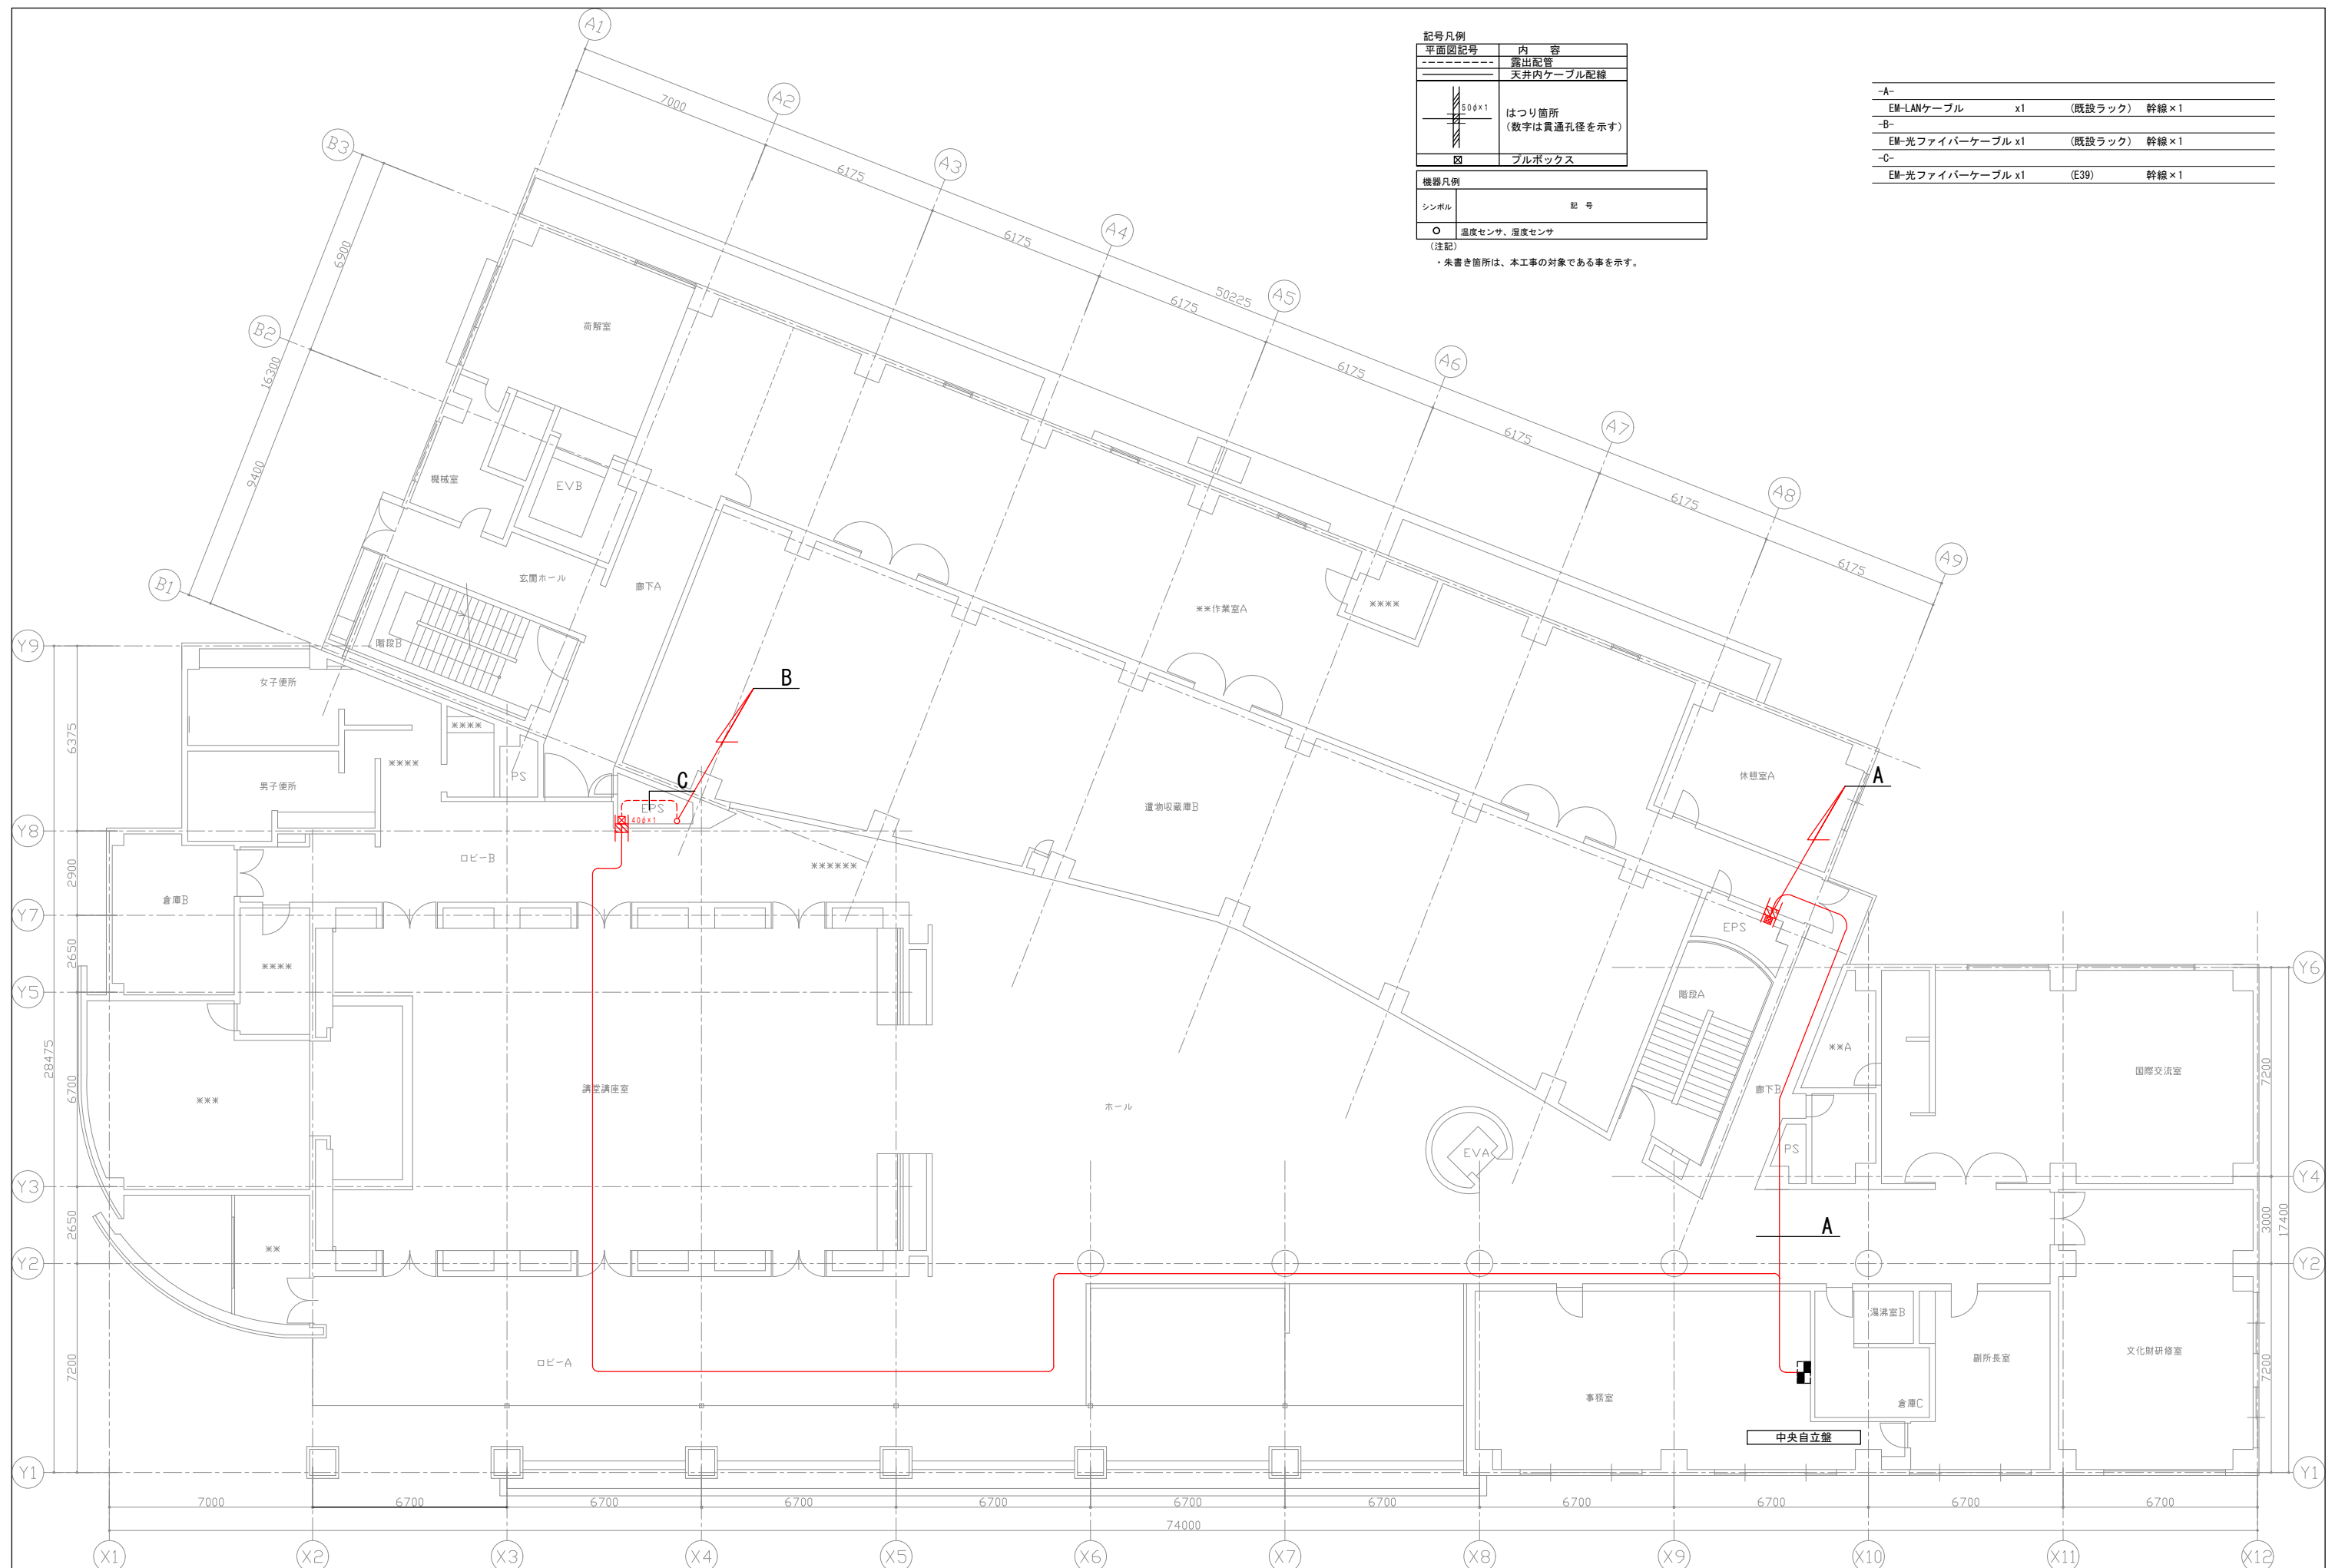 記号凡例
平面図記号 内 容
露出配管
天井内ケーブル配線
50φ×1 はつり箇所
(数字は貫通孔径を示す)
プルボックス
機器凡例
シンボル 記 号
温度センサ、湿度センサ
(注記)
・朱書き箇所は、本工事の対象である事を示す。
-A-
EM-LANケーブル x1 (既設ラック) 幹線×1
-B-
EM-光ファイバーケーブル x1 (既設ラック) 幹線×1
-C-
EM-光ファイバーケーブル x1 (E39) 幹線×1
A1
A2
A3
A4
A5
A6
A7
A8
A9
7000
6175
6175
6175
6175
6175
6175
6175
50225
B3
B2
B1
6900
16300
9400
荷解室
機械室
EVB
玄関ホール
廊下A
階段B
※※作業室A
※※※※
休憩室A
遺物収蔵庫B
女子便所
男子便所
※※※※
※※※※
PS
EPS
40φ×1
B
C
A
ロビーB
※※※※※※
倉庫B
※※※※
※※※
※※
講堂講座室
ホール
EVA
EPS
階段A
廊下B
※※A
PS
国際交流室
A
湯沸室B
副所長室
文化財研修室
事務室
倉庫C
中央自立盤
ロビーA
Y9
Y8
Y7
Y5
Y3
Y2
Y1
6375
2900
2650
6700
2650
7200
28475
Y6
Y4
Y2
Y1
7200
3000
17400
7200
7000
6700
6700
6700
6700
6700
6700
6700
6700
6700
6700
74000
X1
X2
X3
X4
X5
X6
X7
X8
X9
X10
X11
X12